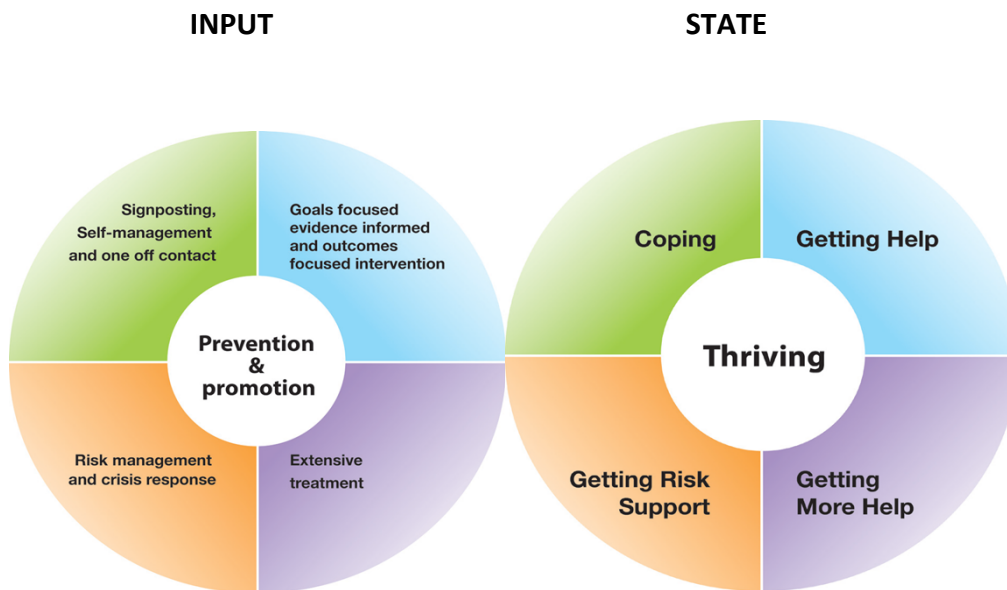 INPUT
STATE
Signposting,
Self-management
and one off contact
Goals focused
evidence informed
and outcomes
focused intervention
Prevention
&
promotion
Risk management
and crisis response
Extensive
treatment
Coping
Getting Help
Thriving
Getting Risk
Support
Getting
More Help